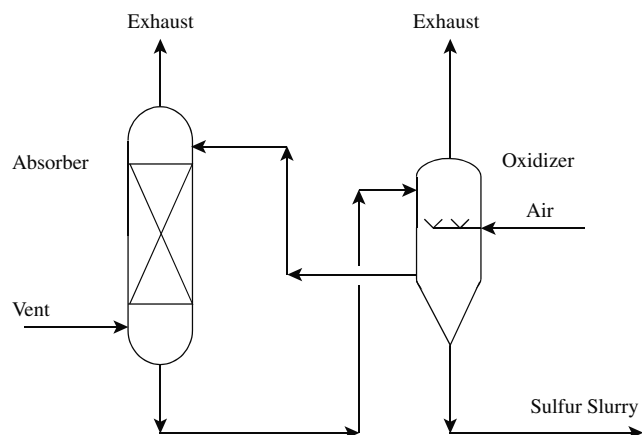 Exhaust
Exhaust
Absorber
Oxidizer
Air
Vent
Sulfur Slurry